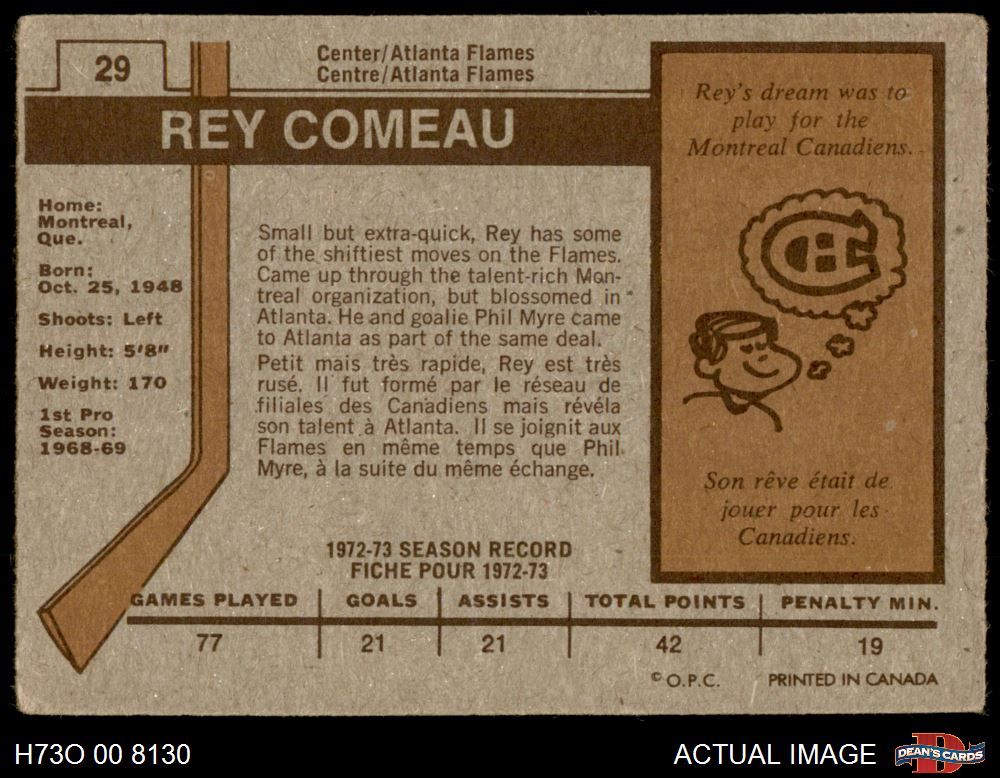 29
Center/Atlanta Flames
Centre/Atlanta Flames
REY COMEAU
Home:
Montreal,
Que.
Born:
Oct. 25, 1948
Shoots: Left
Height: 5'8"
Weight: 170
1st Pro
Season:
1968-69
Small but extra-quick, Rey has some
of the shiftiest moves on the Flames.
Came up through the talent-rich Mon-
treal organization, but blossomed in
Atlanta. He and goalie Phil Myre came
to Atlanta as part of the same deal.
Petit mais très rapide, Rey est très
rusé. Il fut formé par le réseau de
filiales des Canadiens mais révéla
son talent à Atlanta. Il se joignit aux
Flames en même temps que Phil
Myre, à la suite du même échange.
Rey's dream was to
play for the
Montreal Canadiens.
CH
Son rêve était de
jouer pour les
Canadiens.
1972-73 SEASON RECORD
FICHE POUR 1972-73
GAMES PLAYED GOALS ASSISTS TOTAL POINTS PENALTY MIN.
77 21 21 42 19
© O.P.C. PRINTED IN CANADA
H73O 00 8130 ACTUAL IMAGE D DEAN'S CARDS